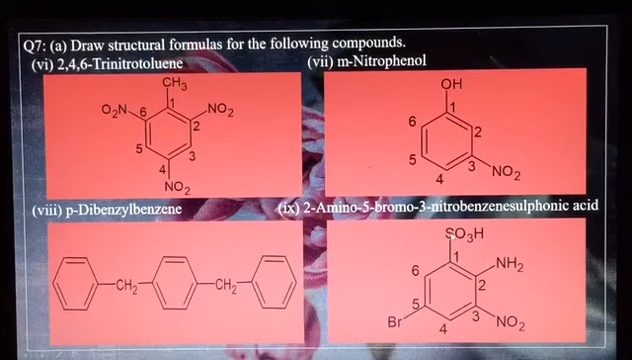 Q7: (a) Draw structural formulas for the following compounds.
(vi) 2,4,6-Trinitrotoluene (vii) m-Nitrophenol
CH3
O2N 6 1 NO2
2
5 3
4
NO2
OH
1
6 2
5 3
4 NO2
(viii) p-Dibenzylbenzene (ix) 2-Amino-5-bromo-3-nitrobenzenesulphonic acid
CH2 CH2
SO3H
1
6 NH2
2
5 3
Br 4 NO2